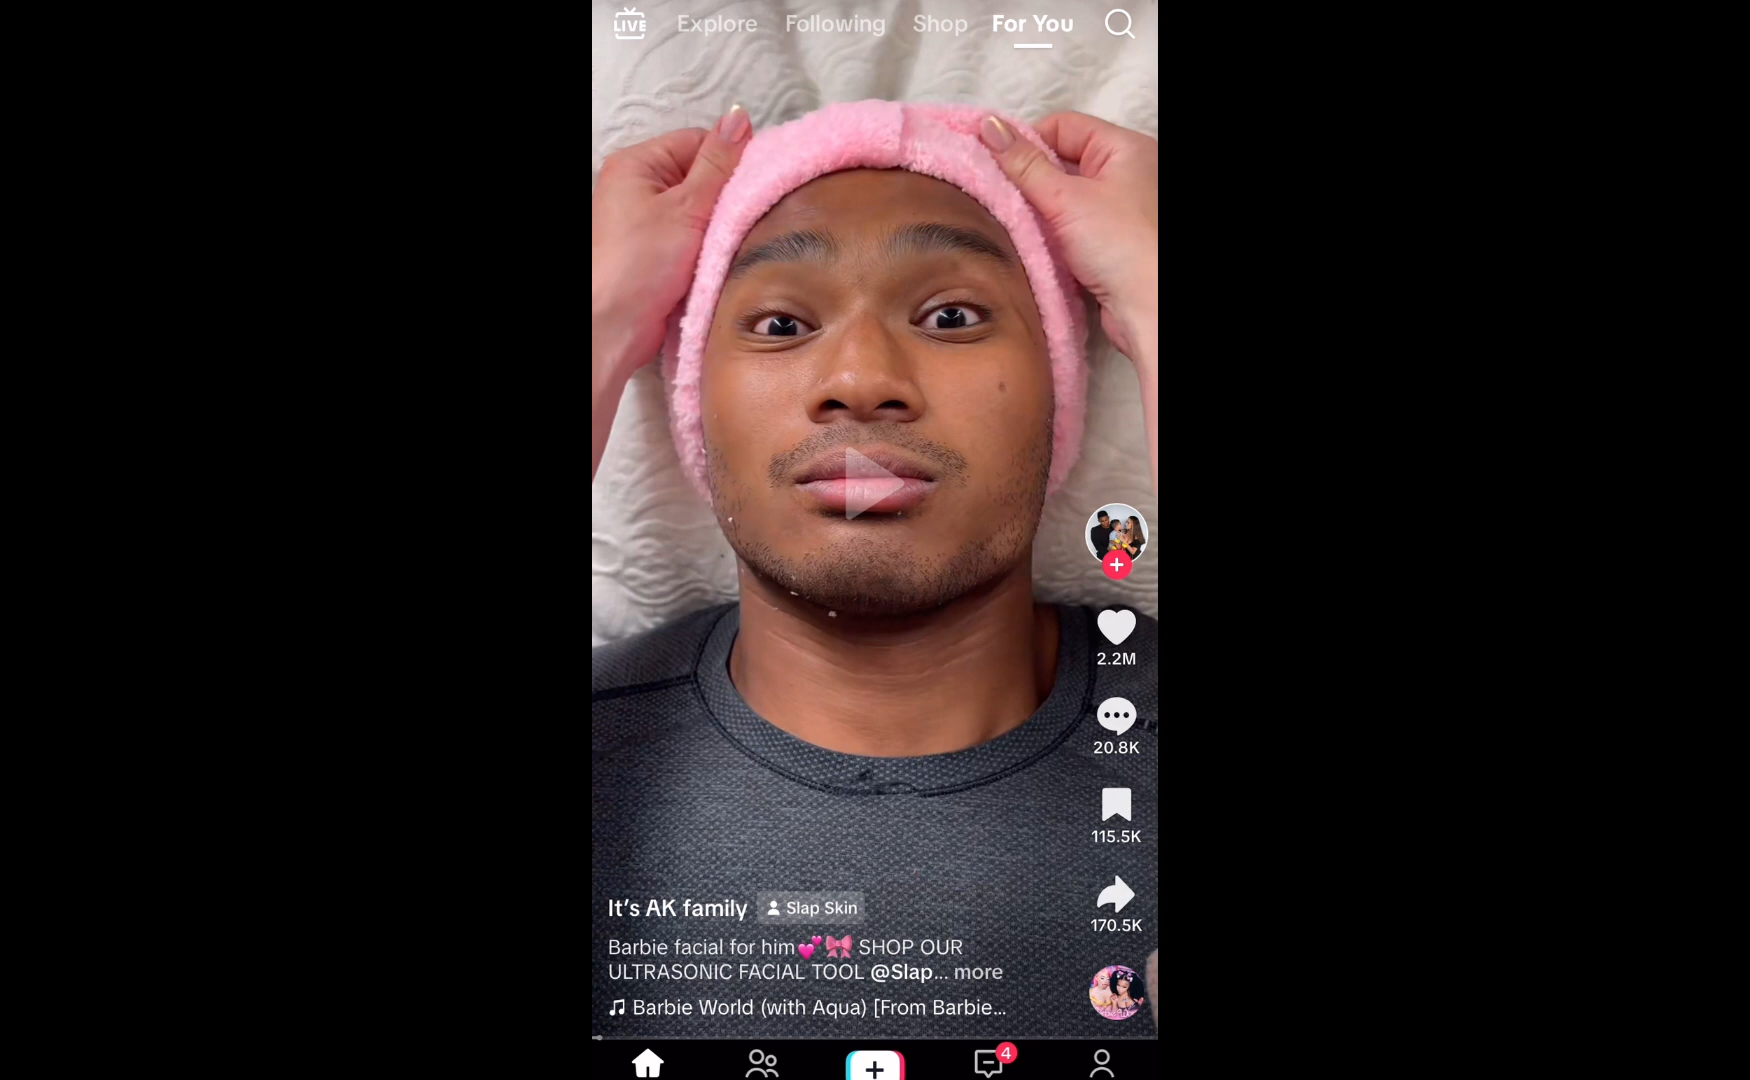 LIVE
Explore
Following
Shop
For You
2.2M
20.8K
115.5K
170.5K
It’s AK family
Slap Skin
Barbie facial for him💕🎀 SHOP OUR
ULTRASONIC FACIAL TOOL @Slap... more
Barbie World (with Aqua) [From Barbie...
4